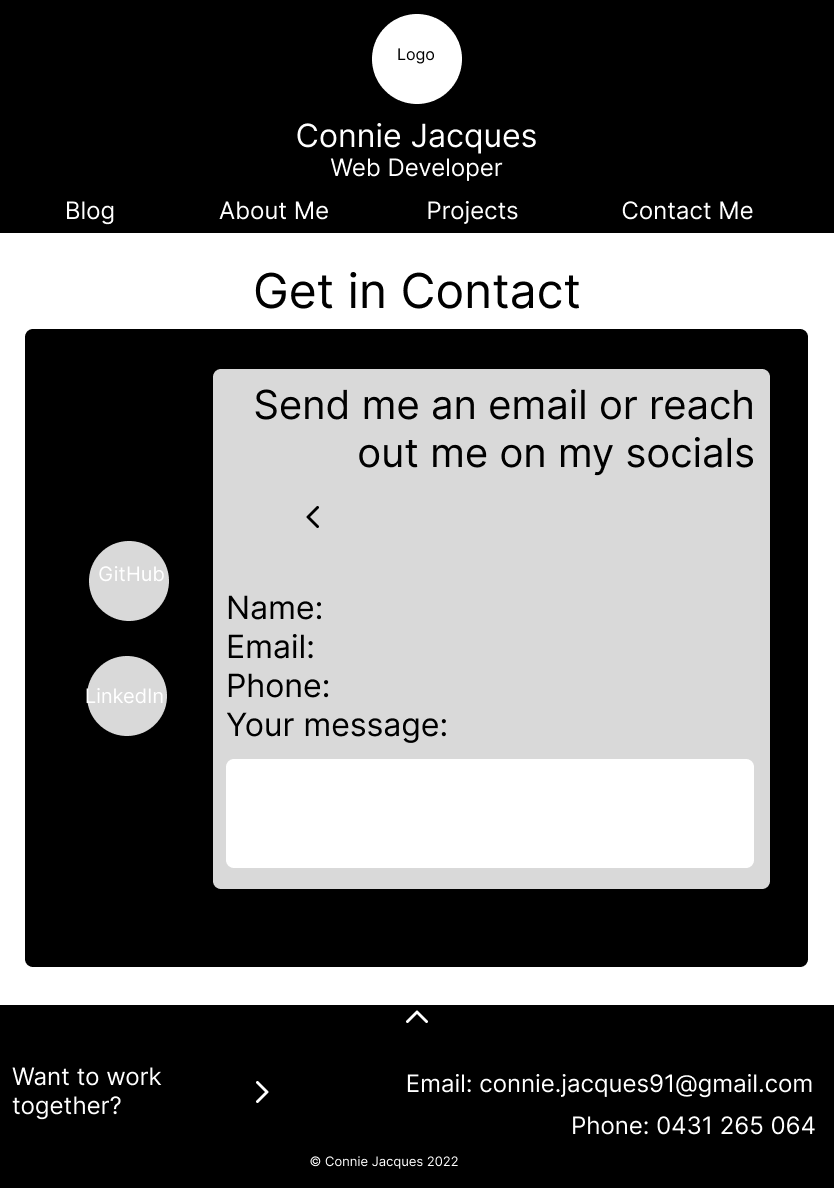 Logo
Connie Jacques
Web Developer
Blog About Me Projects Contact Me
Get in Contact
Send me an email or reach
out me on my socials
GitHub
LinkedIn
Name:
Email:
Phone:
Your message:
Want to work
together?
Email: connie.jacques91@gmail.com
Phone: 0431 265 064
© Connie Jacques 2022